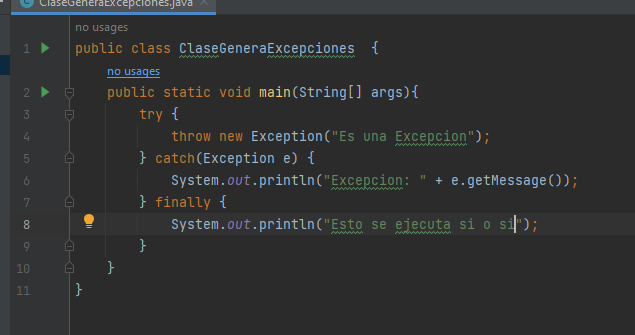 ClaseGeneraExcepciones.java
no usages
1 public class ClaseGeneraExcepciones {
no usages
2 public static void main(String[] args){
3 try {
4 throw new Exception("Es una Excepcion");
5 } catch(Exception e) {
6 System.out.println("Excepcion: " + e.getMessage());
7 } finally {
8 System.out.println("Esto se ejecuta si o si");
9 }
10 }
11 }